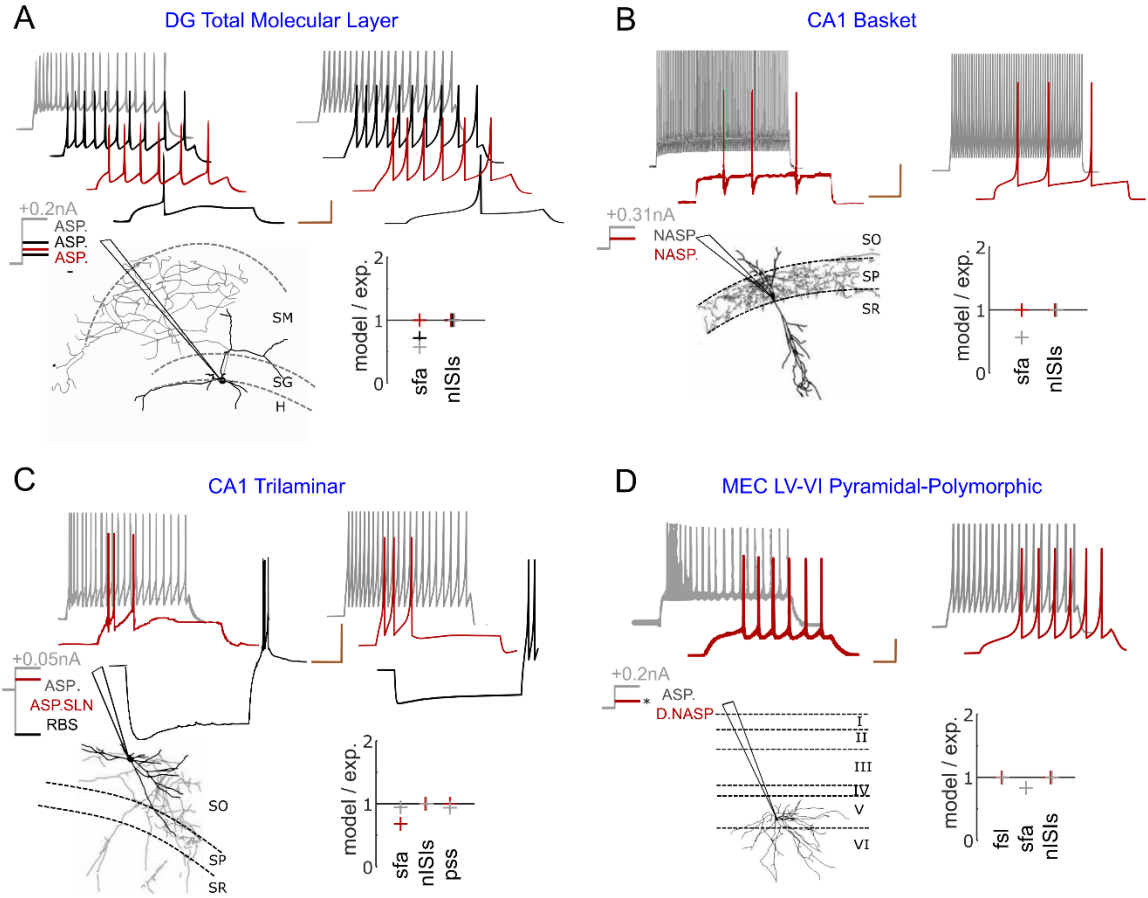 A
DG Total Molecular Layer
+0.2nA
ASP.
ASP.
ASP.
-
SM
SG
H
model / exp.
2
1
0
sfa
nISIs
B
CA1 Basket
+0.31nA
NASP
NASP.
SO
SP
SR
model / exp.
2
1
0
sfa
nISIs
C
CA1 Trilaminar
+0.05nA
ASP.
ASP.SLN
RBS
SO
SP
SR
model / exp.
2
1
0
sfa
nISIs
pss
D
MEC LV-VI Pyramidal-Polymorphic
+0.2nA
*
ASP.
D.NASP
I
II
III
IV
V
VI
model / exp.
2
1
0
fsl
sfa
nISIs